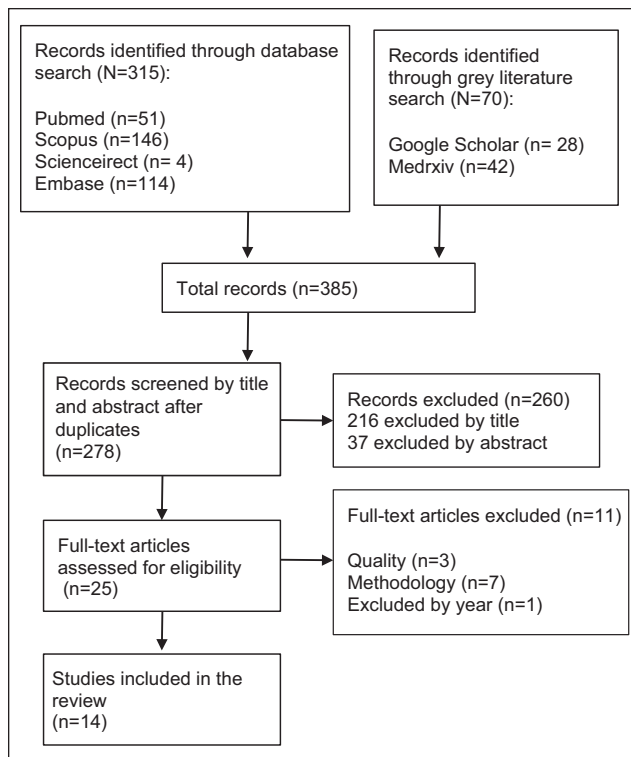 Records identified through database
search (N=315):
Pubmed (n=51)
Scopus (n=146)
Scienceirect (n= 4)
Embase (n=114)
Records identified
through grey literature
search (N=70):
Google Scholar (n= 28)
Medrxiv (n=42)
Total records (n=385)
Records screened by title
and abstract after
duplicates
(n=278)
Records excluded (n=260)
216 excluded by title
37 excluded by abstract
Full-text articles
assessed for eligibility
(n=25)
Full-text articles excluded (n=11)
Quality (n=3)
Methodology (n=7)
Excluded by year (n=1)
Studies included in the
review
(n=14)